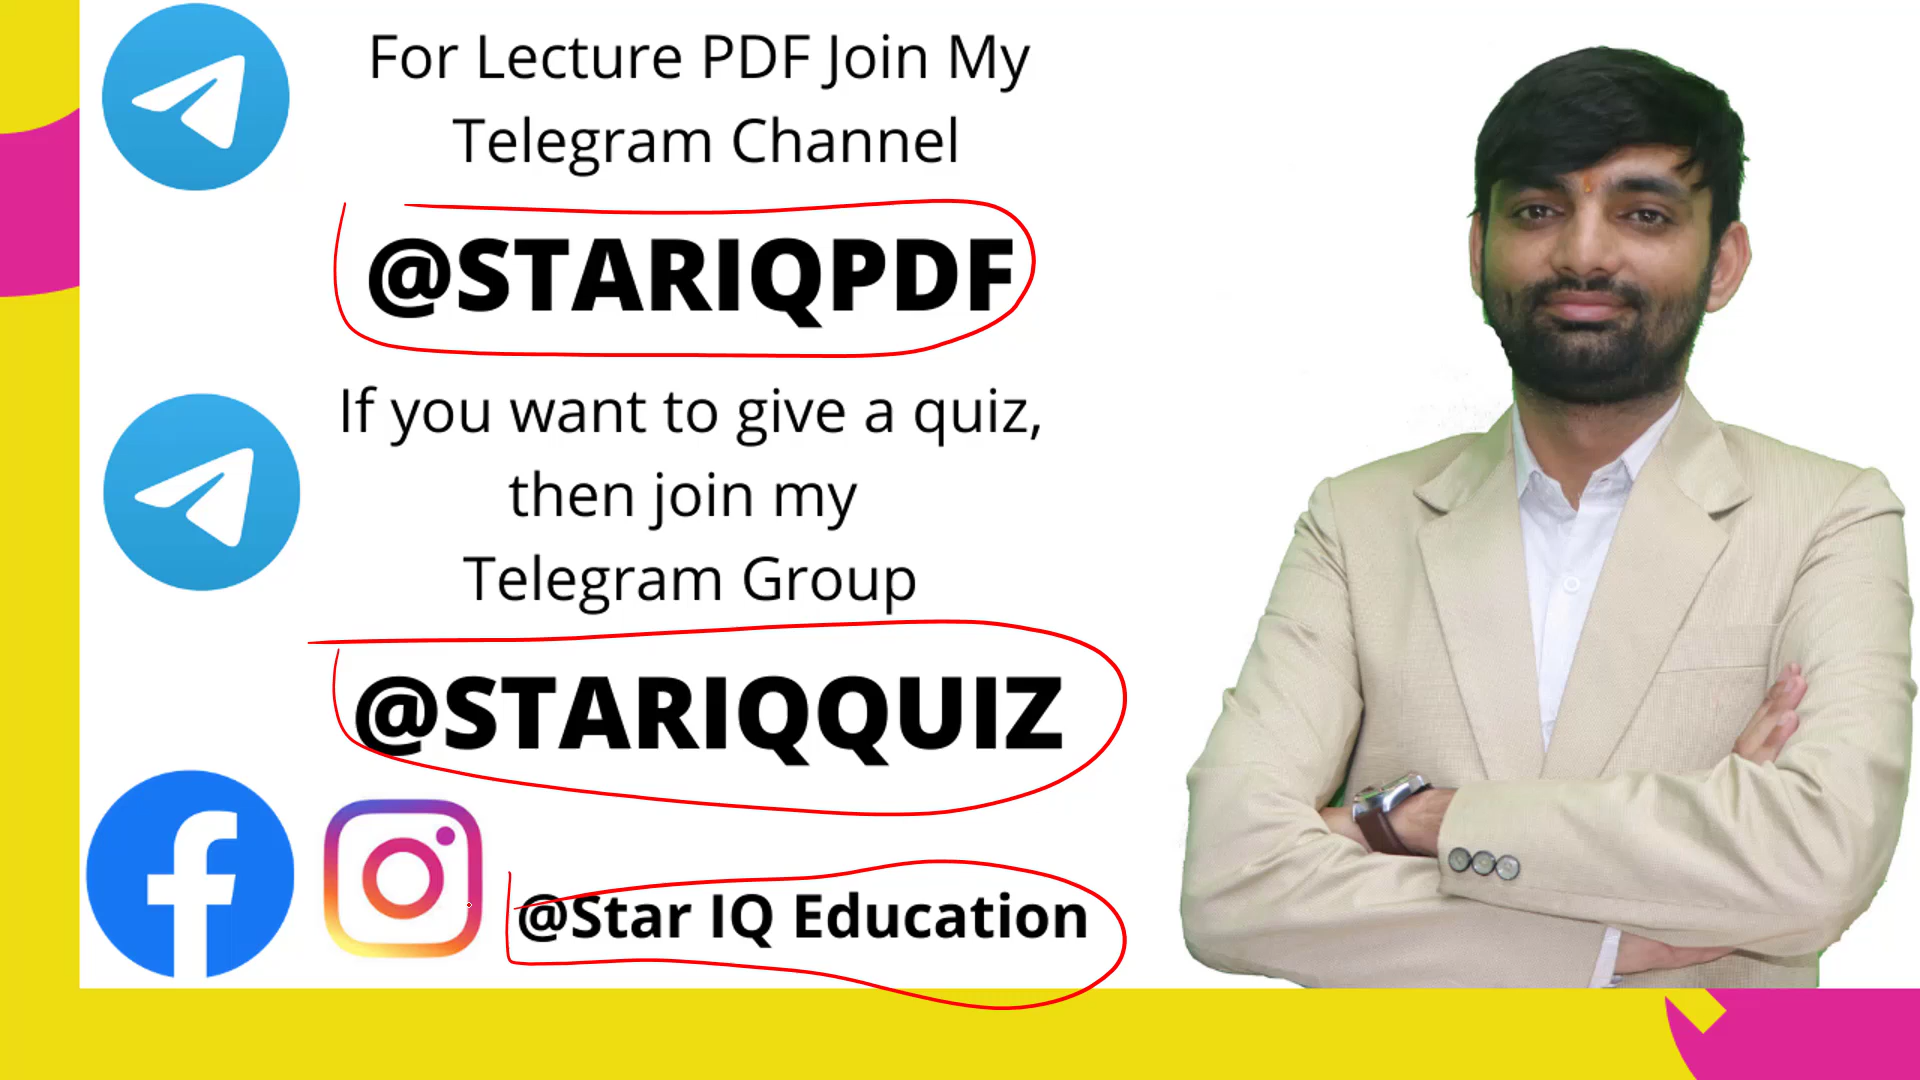 For Lecture PDF Join My
Telegram Channel
@STARIQPDF
If you want to give a quiz,
then join my
Telegram Group
@STARIQQUIZ
@Star IQ Education